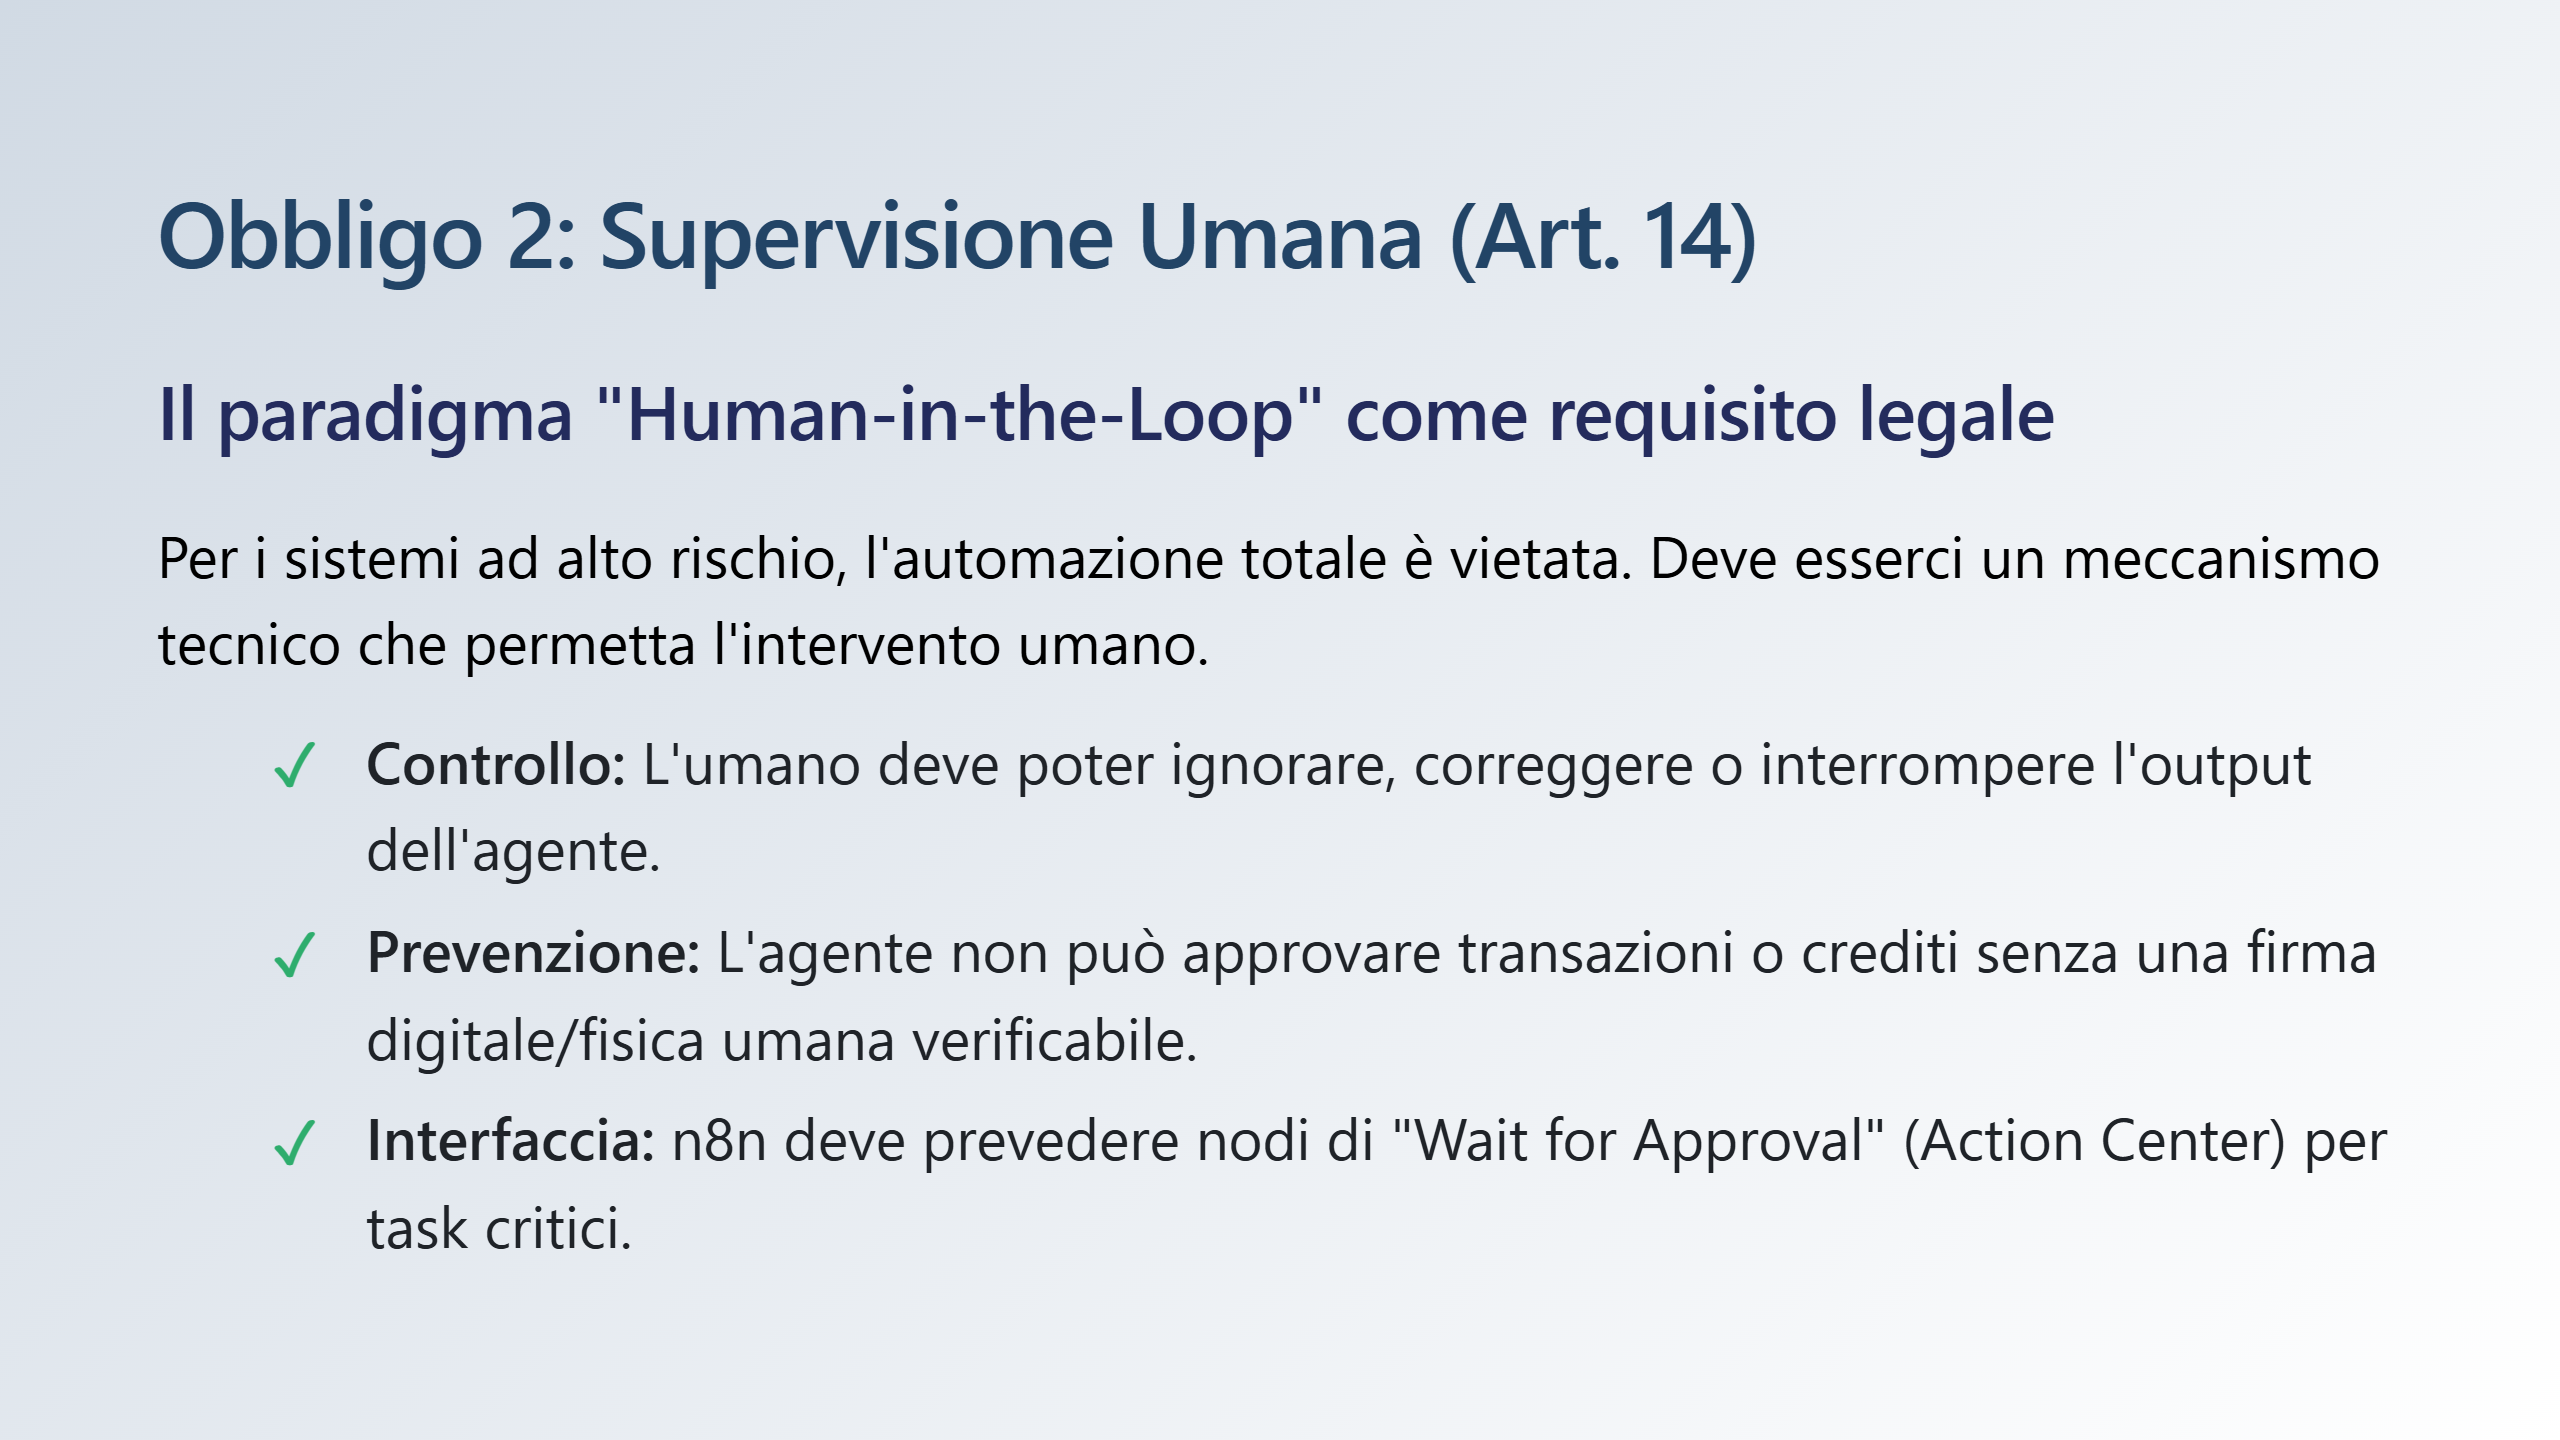 Obbligo 2: Supervisione Umana (Art. 14)
Il paradigma "Human-in-the-Loop" come requisito legale
Per i sistemi ad alto rischio, l'automazione totale è vietata. Deve esserci un meccanismo
tecnico che permetta l'intervento umano.
✓ Controllo: L'umano deve poter ignorare, correggere o interrompere l'output
dell'agente.
✓ Prevenzione: L'agente non può approvare transazioni o crediti senza una firma
digitale/fisica umana verificabile.
✓ Interfaccia: n8n deve prevedere nodi di "Wait for Approval" (Action Center) per
task critici.